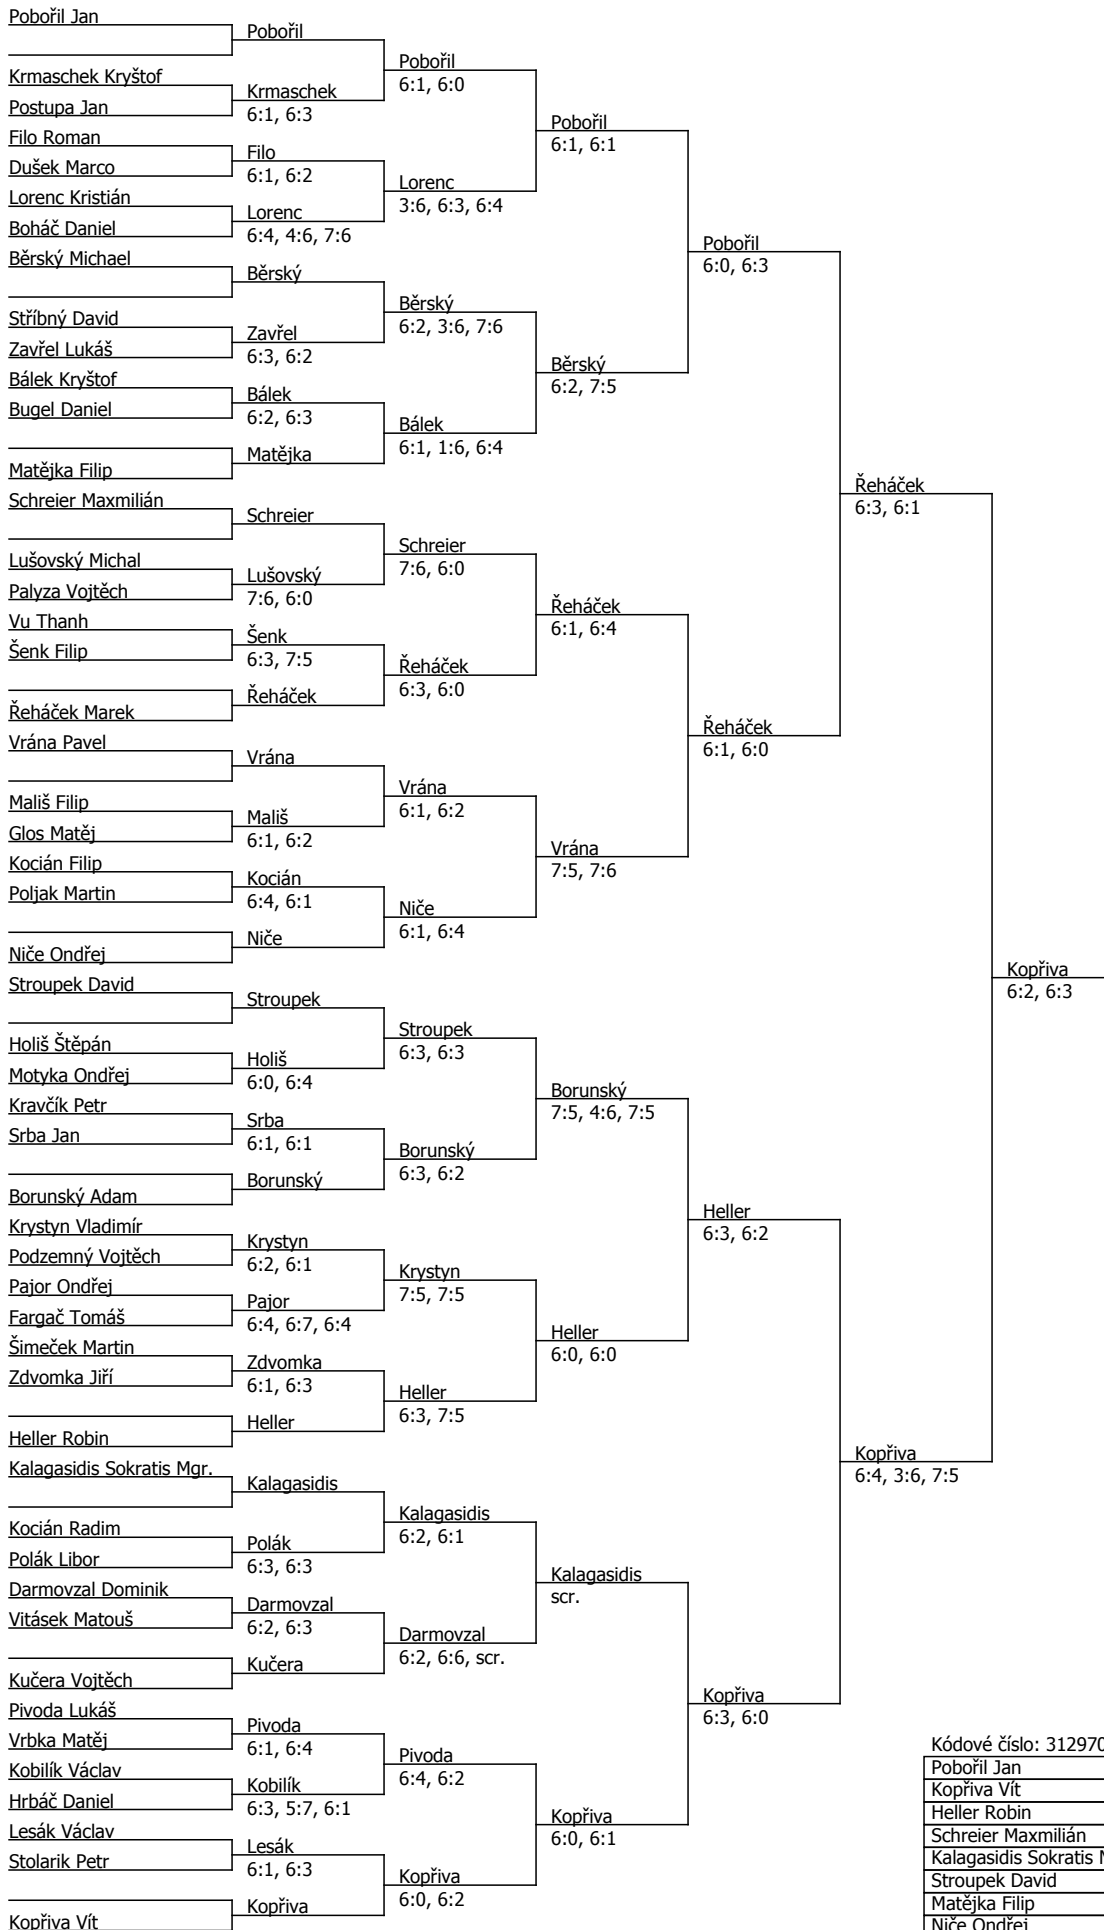 Pobořil Jan
Krmaschek Kryštof
Postupa Jan
Filo Roman
Dušek Marco
Lorenc Kristián
Boháč Daniel
Běrský Michael
Stříbný David
Zavřel Lukáš
Bálek Kryštof
Bugel Daniel
Matějka Filip
Schreier Maxmilián
Lušovský Michal
Palyza Vojtěch
Vu Thanh
Šenk Filip
Řeháček Marek
Vrána Pavel
Mališ Filip
Glos Matěj
Kocián Filip
Poljak Martin
Niče Ondřej
Stroupek David
Holiš Štěpán
Motyka Ondřej
Kravčík Petr
Srba Jan
Borunský Adam
Krystyn Vladimír
Podzemný Vojtěch
Pajor Ondřej
Fargač Tomáš
Šimeček Martin
Zdvomka Jiří
Heller Robin
Kalagasidis Sokratis Mgr.
Kocián Radim
Polák Libor
Darmovzal Dominik
Vitásek Matouš
Kučera Vojtěch
Pivoda Lukáš
Vrbka Matěj
Kobilík Václav
Hrbáč Daniel
Lesák Václav
Stolarik Petr
Kopřiva Vít
Pobořil
Krmaschek
6:1, 6:3
Filo
6:1, 6:2
Lorenc
6:4, 4:6, 7:6
Běrský
Zavřel
6:3, 6:2
Bálek
6:2, 6:3
Matějka
Schreier
Lušovský
7:6, 6:0
Šenk
6:3, 7:5
Řeháček
Vrána
Mališ
6:1, 6:2
Kocián
6:4, 6:1
Niče
Stroupek
Holiš
6:0, 6:4
Srba
6:1, 6:1
Borunský
Krystyn
6:2, 6:1
Pajor
6:4, 6:7, 6:4
Zdvomka
6:1, 6:3
Heller
Kalagasidis
Polák
6:3, 6:3
Darmovzal
6:2, 6:3
Kučera
Pivoda
6:1, 6:4
Kobilík
6:3, 5:7, 6:1
Lesák
6:1, 6:3
Kopřiva
Pobořil
6:1, 6:0
Lorenc
3:6, 6:3, 6:4
Běrský
6:2, 3:6, 7:6
Bálek
6:1, 1:6, 6:4
Schreier
7:6, 6:0
Řeháček
6:3, 6:0
Vrána
6:1, 6:2
Niče
6:1, 6:4
Stroupek
6:3, 6:3
Borunský
6:3, 6:2
Krystyn
7:5, 7:5
Heller
6:3, 7:5
Kalagasidis
6:2, 6:1
Darmovzal
6:2, 6:6, scr.
Pivoda
6:4, 6:2
Kopřiva
6:0, 6:2
Pobořil
6:1, 6:1
Běrský
6:2, 7:5
Řeháček
6:1, 6:4
Vrána
7:5, 7:6
Borunský
7:5, 4:6, 7:5
Heller
6:0, 6:0
Kalagasidis
scr.
Kopřiva
6:0, 6:1
Pobořil
6:0, 6:3
Řeháček
6:1, 6:0
Heller
6:3, 6:2
Kopřiva
6:3, 6:0
Řeháček
6:3, 6:1
Kopřiva
6:4, 3:6, 7:5
Kopřiva
6:2, 6:3
Kódové číslo: 312970
Pobořil Jan
Kopřiva Vít
Heller Robin
Schreier Maxmilián
Kalagasidis Sokratis M
Stroupek David
Matějka Filip
Niče Ondřej